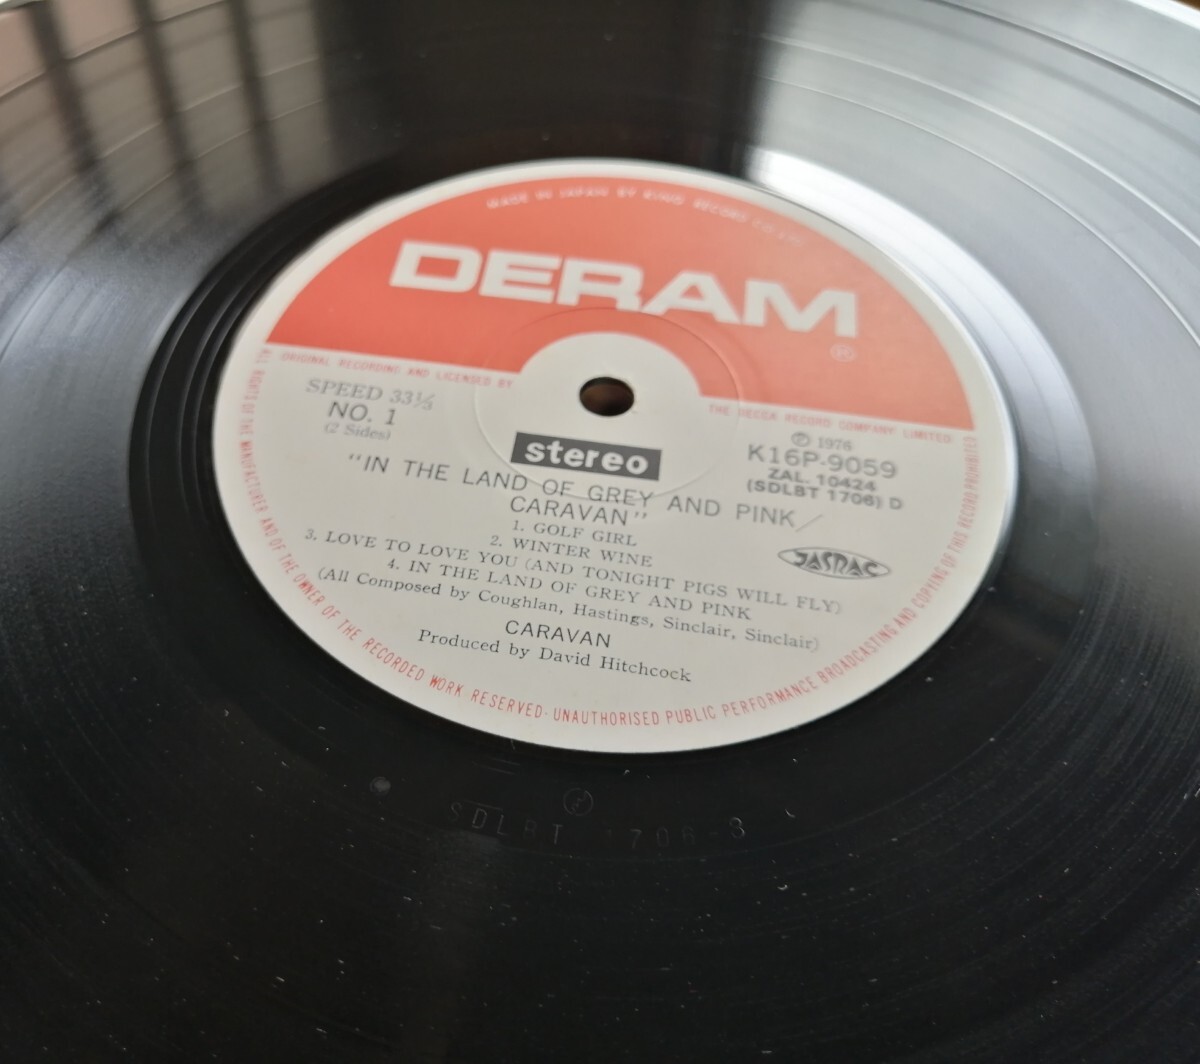 MADE IN JAPAN BY KING RECORD CO. LTD.
DERAM
®
ORIGINAL RECORDING AND LICENSED BY
THE DECCA RECORD COMPANY LIMITED
SPEED 33⅓
NO. 1
(2 Sides)
stereo
Ⓟ 1976
K16P-9059
ZAL. 10424
(SDLBT 1706) D
"IN THE LAND OF GREY AND PINK/
CARAVAN"
1. GOLF GIRL
2. WINTER WINE
3. LOVE TO LOVE YOU (AND TONIGHT PIGS WILL FLY)
4. IN THE LAND OF GREY AND PINK
(All Composed by Coughlan, Hastings, Sinclair, Sinclair)
JASRAC
CARAVAN
Produced by David Hitchcock
ALL RIGHTS OF THE MANUFACTURER AND OF THE OWNER OF THE RECORDED WORK RESERVED· UNAUTHORISED PUBLIC PERFORMANCE BROADCASTING AND COPYING OF THIS RECORD PROHIBITED
SDLBT 1706-3